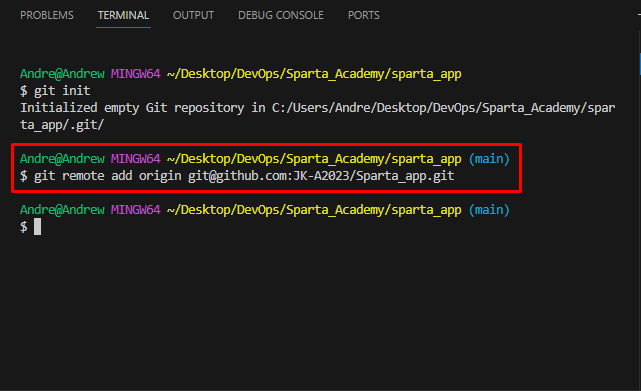 PROBLEMS TERMINAL OUTPUT DEBUG CONSOLE PORTS
Andre@Andrew MINGW64 ~/Desktop/DevOps/Sparta_Academy/sparta_app
$ git init
Initialized empty Git repository in C:/Users/Andre/Desktop/DevOps/Sparta_Academy/spar
ta_app/.git/
Andre@Andrew MINGW64 ~/Desktop/DevOps/Sparta_Academy/sparta_app (main)
$ git remote add origin git@github.com:JK-A2023/Sparta_app.git
Andre@Andrew MINGW64 ~/Desktop/DevOps/Sparta_Academy/sparta_app (main)
$